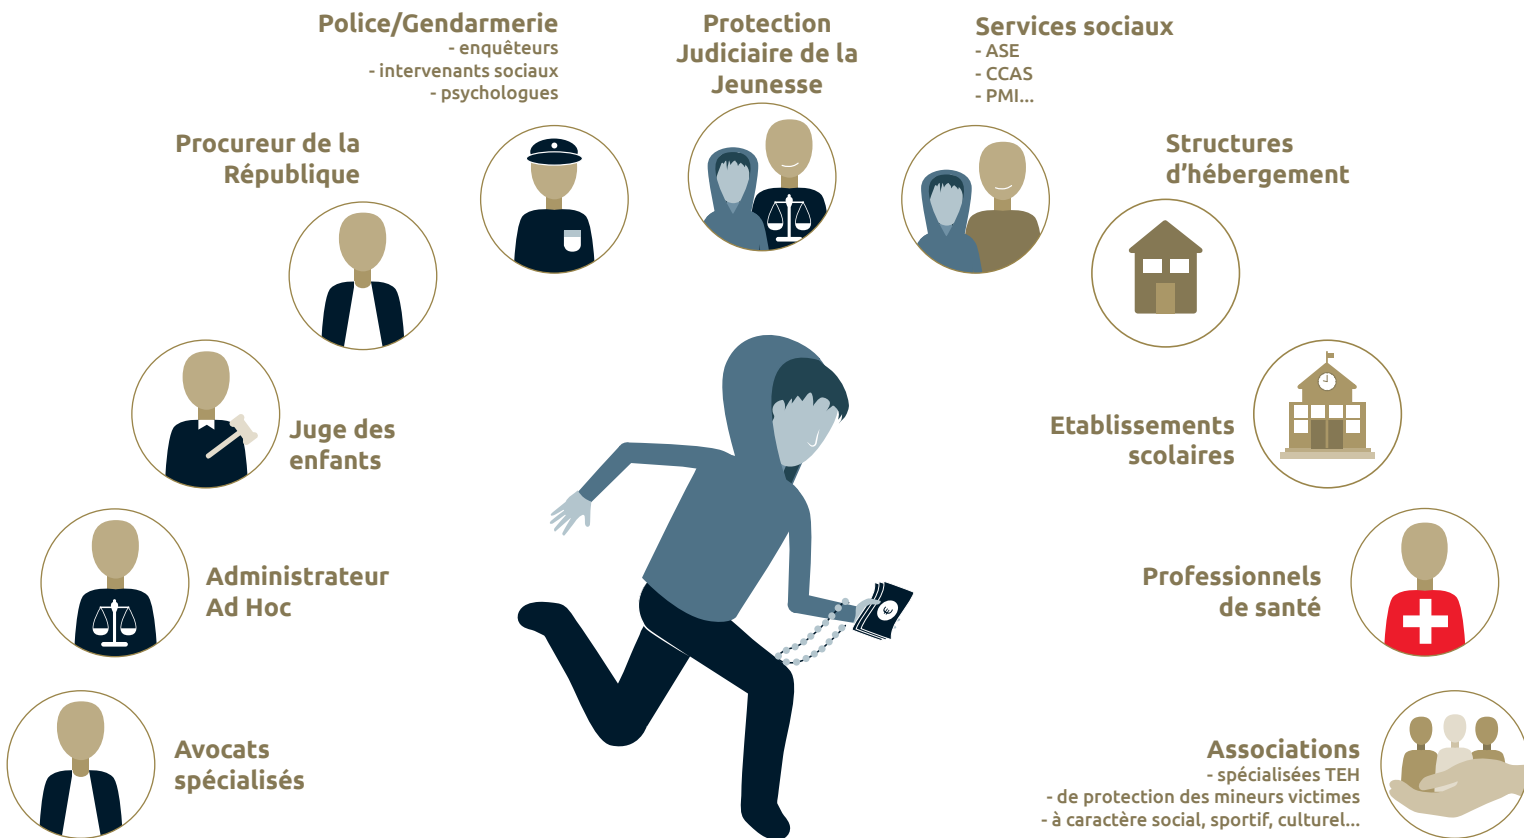 Police/Gendarmerie
- enquêteurs
- intervenants sociaux
- psychologues
Protection
Judiciaire de la
Jeunesse
Services sociaux
- ASE
- CCAS
- PMI...
Procureur de la
République
Structures
d’hébergement
Juge des
enfants
Etablissements
scolaires
Administrateur
Ad Hoc
Professionnels
de santé
Avocats
spécialisés
Associations
- spécialisées TEH
- de protection des mineurs victimes
- à caractère social, sportif, culturel...
€